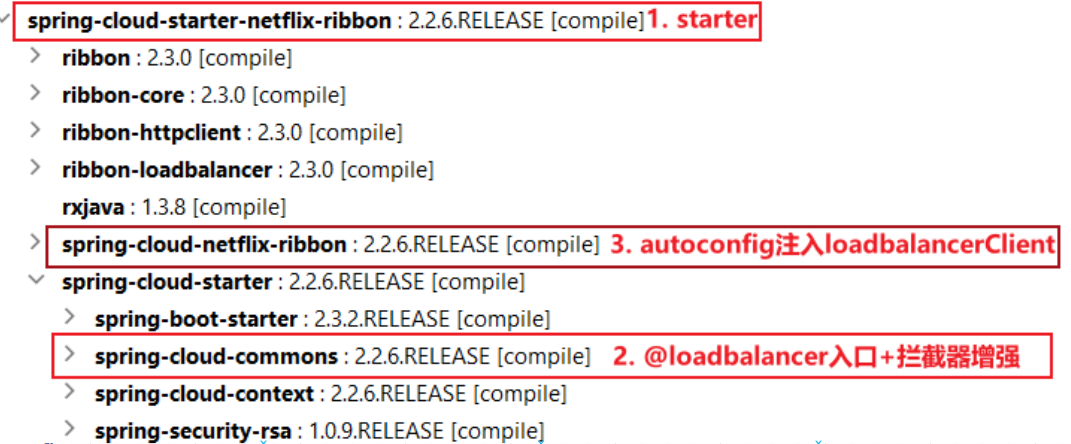 spring-cloud-starter-netflix-ribbon : 2.2.6.RELEASE [compile] 1. starter
ribbon : 2.3.0 [compile]
ribbon-core : 2.3.0 [compile]
ribbon-httpclient : 2.3.0 [compile]
ribbon-loadbalancer : 2.3.0 [compile]
rxjava : 1.3.8 [compile]
spring-cloud-netflix-ribbon : 2.2.6.RELEASE [compile] 3. autoconfig注入loadbalancerClient
spring-cloud-starter : 2.2.6.RELEASE [compile]
spring-boot-starter : 2.3.2.RELEASE [compile]
spring-cloud-commons : 2.2.6.RELEASE [compile] 2. @loadbalancer入口+拦截器增强
spring-cloud-context : 2.2.6.RELEASE [compile]
spring-security-rsa : 1.0.9.RELEASE [compile]